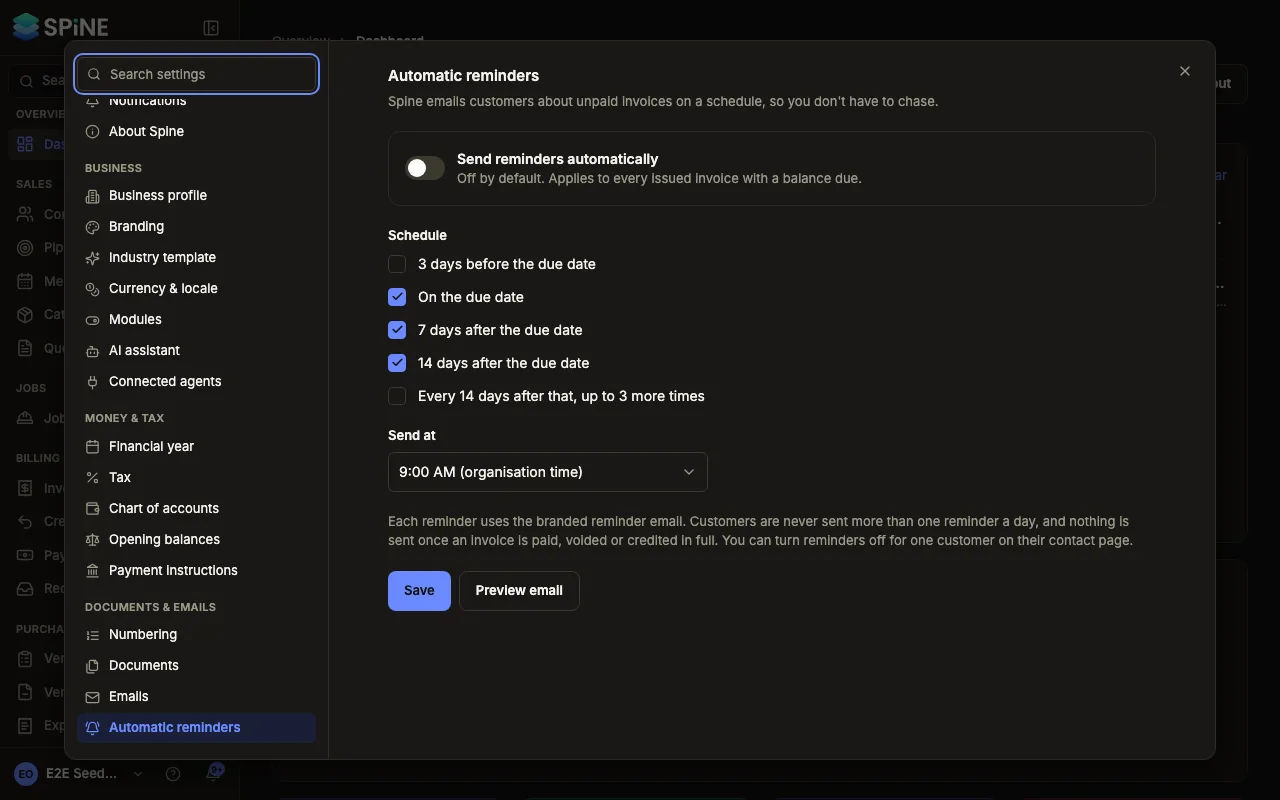 SPiNE
Overview > Dashboard
Search settings
Notifications
About Spine
BUSINESS
Business profile
Branding
Industry template
Currency & locale
Modules
AI assistant
Connected agents
MONEY & TAX
Financial year
Tax
Chart of accounts
Opening balances
Payment instructions
DOCUMENTS & EMAILS
Numbering
Documents
Emails
Automatic reminders
Automatic reminders
Spine emails customers about unpaid invoices on a schedule, so you don't have to chase.
Send reminders automatically
Off by default. Applies to every issued invoice with a balance due.
Schedule
3 days before the due date
On the due date
7 days after the due date
14 days after the due date
Every 14 days after that, up to 3 more times
Send at
9:00 AM (organisation time)
Each reminder uses the branded reminder email. Customers are never sent more than one reminder a day, and nothing is
sent once an invoice is paid, voided or credited in full. You can turn reminders off for one customer on their contact page.
Save
Preview email
SALES
JOBS
BILLING
EO
E2E Seed...
9+